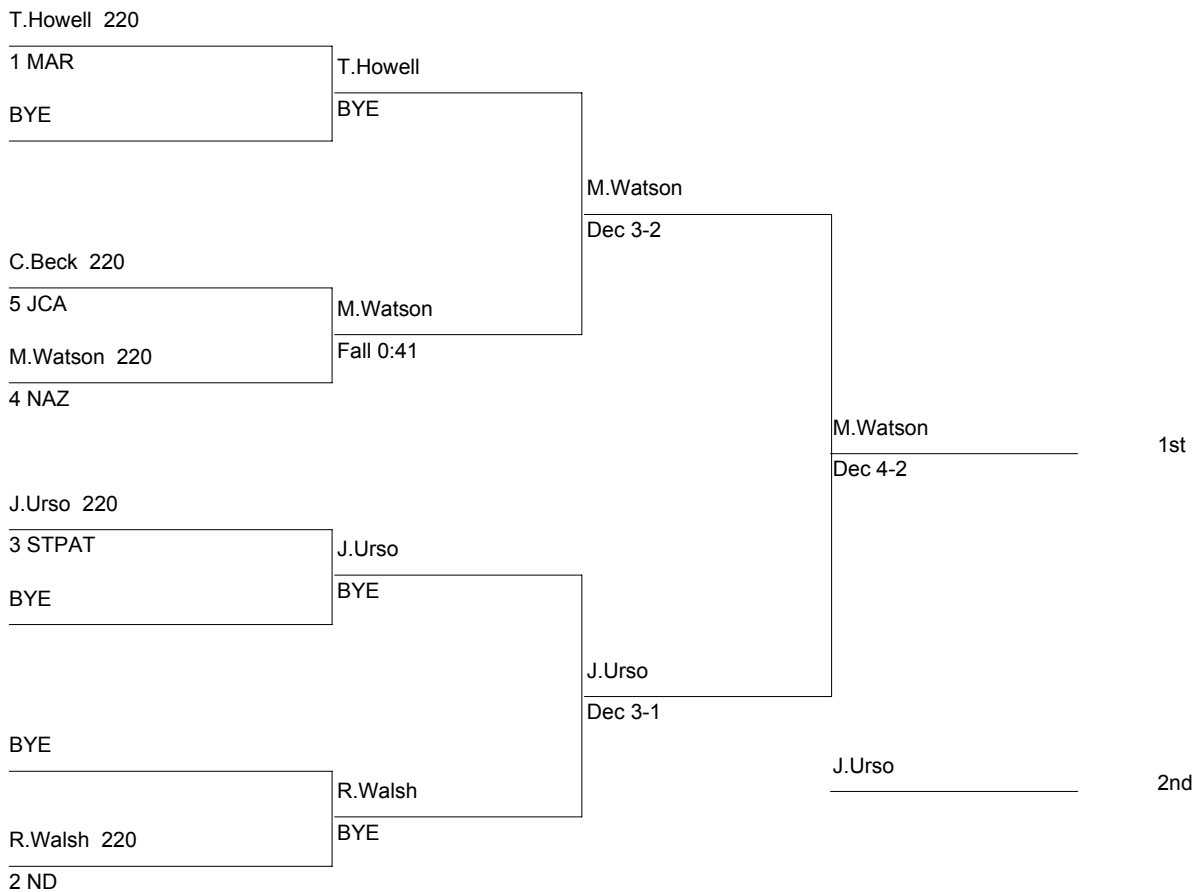 T.Howell 220
1 MAR
T.Howell
BYE
BYE
M.Watson
Dec 3-2
C.Beck 220
5 JCA
M.Watson
Fall 0:41
M.Watson 220
4 NAZ
M.Watson
1st
Dec 4-2
J.Urso 220
3 STPAT
J.Urso
BYE
BYE
J.Urso
Dec 3-1
BYE
J.Urso
2nd
R.Walsh
BYE
R.Walsh 220
2 ND